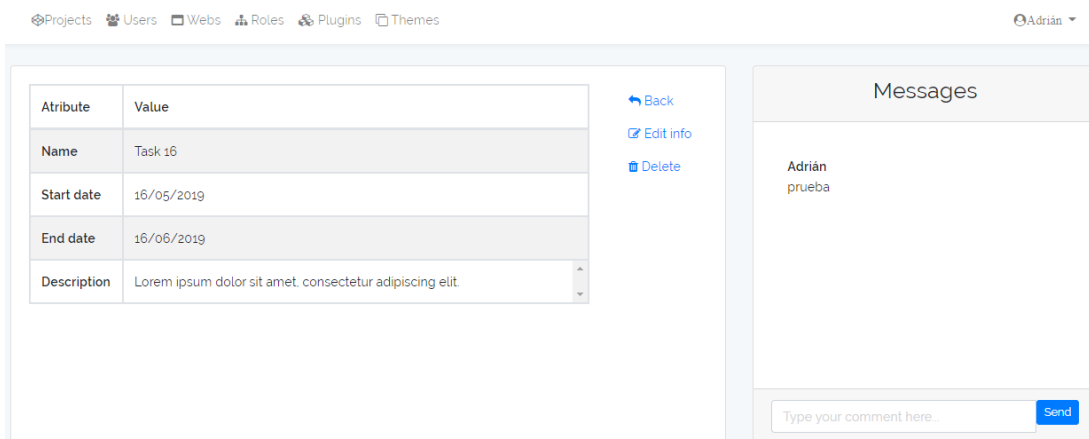 Projects Users Webs Roles Plugins Themes Adrián
Atribute Value
Name Task 16
Start date 16/05/2019
End date 16/06/2019
Description Lorem ipsum dolor sit amet, consectetur adipiscing elit.
Back
Edit info
Delete
Messages
Adrián
prueba
Type your comment here...
Send